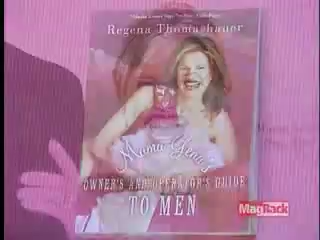 Regena Thomashauer
Mama Gena's
OWNER'S AND OPERATOR'S GUIDE
TO MEN
MagRack